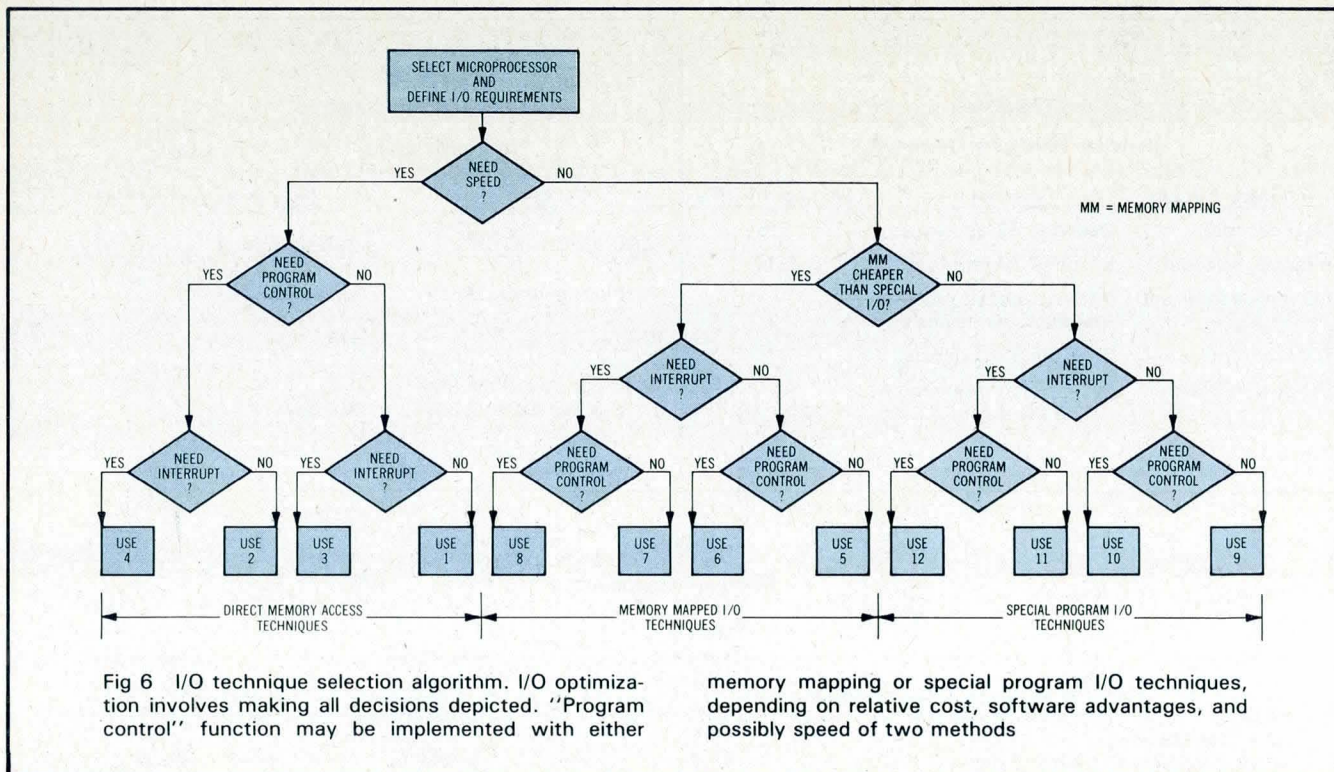 SELECT MICROPROCESSOR
AND
DEFINE I/O REQUIREMENTS
NEED
SPEED
?
YES
NO
MM = MEMORY MAPPING
NEED
PROGRAM
CONTROL
?
YES
NO
MM
CHEAPER
THAN SPECIAL
I/O?
YES
NO
NEED
INTERRUPT
?
YES
NO
NEED
INTERRUPT
?
YES
NO
NEED
INTERRUPT
?
YES
NO
NEED
INTERRUPT
?
YES
NO
NEED
PROGRAM
CONTROL
?
YES
NO
NEED
PROGRAM
CONTROL
?
YES
NO
NEED
PROGRAM
CONTROL
?
YES
NO
NEED
PROGRAM
CONTROL
?
YES
NO
USE
4
USE
2
USE
3
USE
1
USE
8
USE
7
USE
6
USE
5
USE
12
USE
11
USE
10
USE
9
DIRECT MEMORY ACCESS
TECHNIQUES
MEMORY MAPPED I/O
TECHNIQUES
SPECIAL PROGRAM I/O
TECHNIQUES
Fig 6 I/O technique selection algorithm. I/O optimiza-
tion involves making all decisions depicted. "Program
control" function may be implemented with either
memory mapping or special program I/O techniques,
depending on relative cost, software advantages, and
possibly speed of two methods